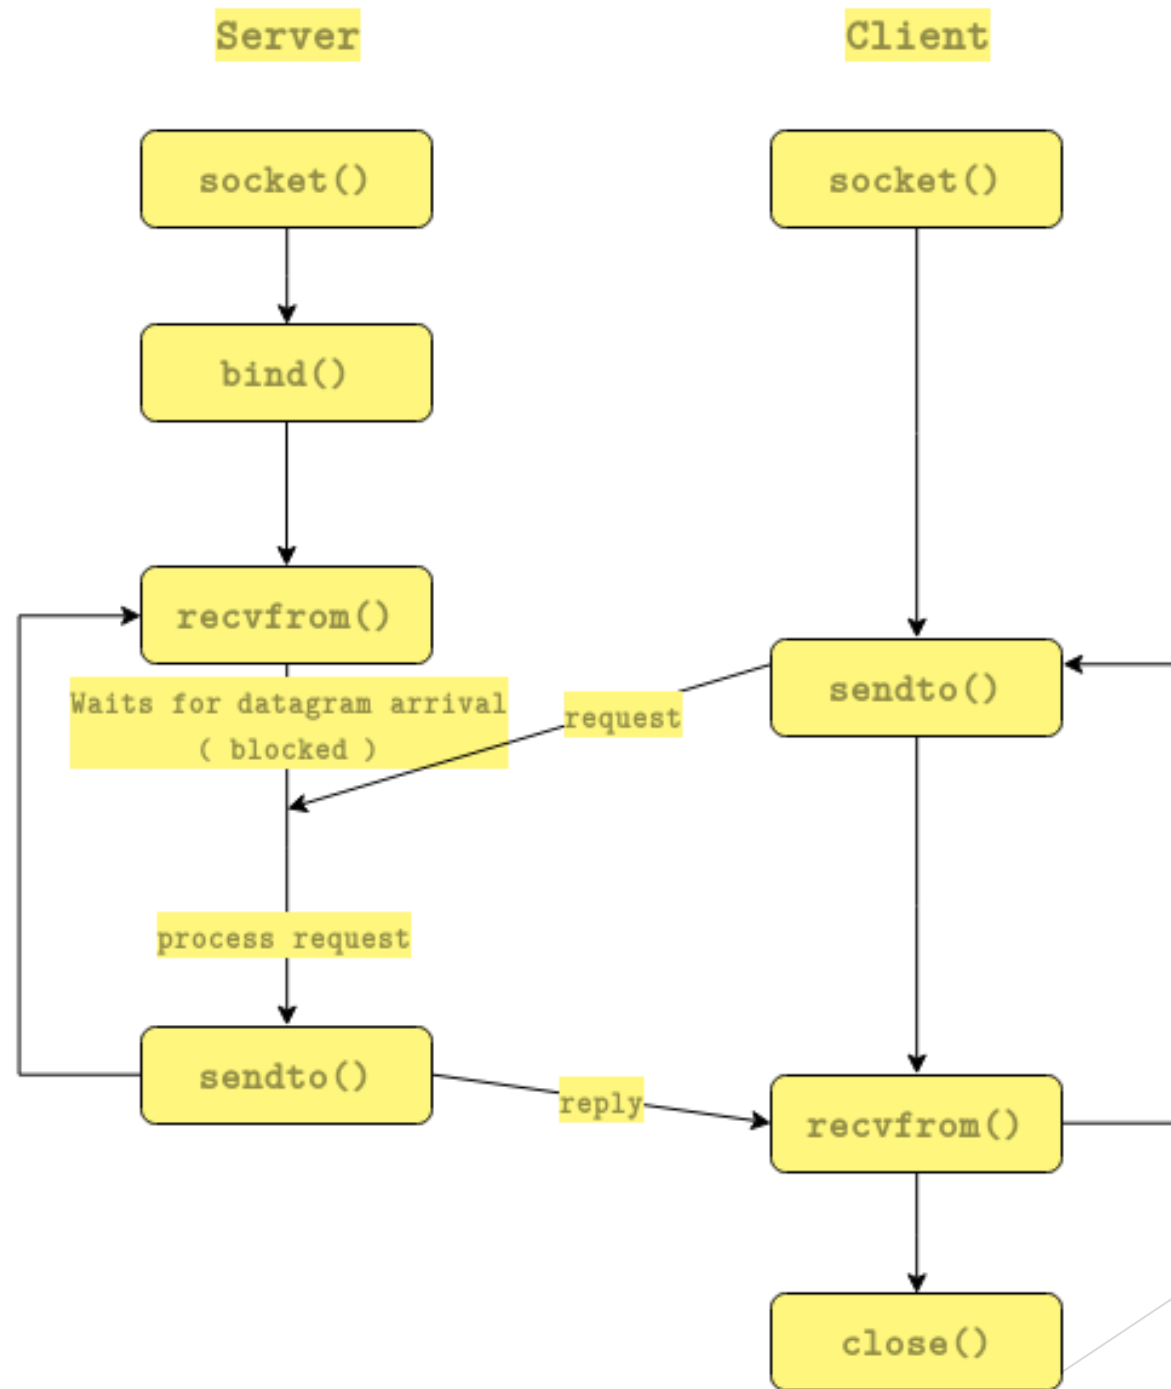 Server
Client
socket()
socket()
bind()
recvfrom()
Waits for datagram arrival
( blocked )
request
sendto()
process request
sendto()
reply
recvfrom()
close()